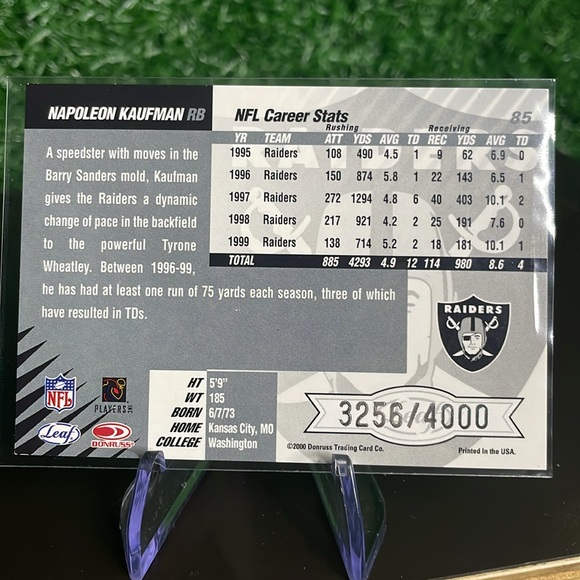 NAPOLEON KAUFMAN RB
A speedster with moves in the
Barry Sanders mold, Kaufman
gives the Raiders a dynamic
change of pace in the backfield
to the powerful Tyrone
Wheatley. Between 1996-99,
he has had at least one run of 75 yards each season, three of which
have resulted in TDs.
NFL Career Stats 85
Rushing Receiving
YR TEAM ATT YDS AVG TD REC YDS AVG TD
1995 Raiders 108 490 4.5 1 9 62 6.9 0
1996 Raiders 150 874 5.8 1 22 143 6.5 1
1997 Raiders 272 1294 4.8 6 40 403 10.1 2
1998 Raiders 217 921 4.2 2 25 191 7.6 0
1999 Raiders 138 714 5.2 2 18 181 10.1 1
TOTAL 885 4293 4.9 12 114 980 8.6 4
RAIDERS
NFL
PLAYERS INC
Leaf
DONRUSS
HT 5'9"
WT 185
BORN 6/7/73
HOME Kansas City, MO
COLLEGE Washington
3256/4000
©2000 Donruss Trading Card Co. Printed in the USA.